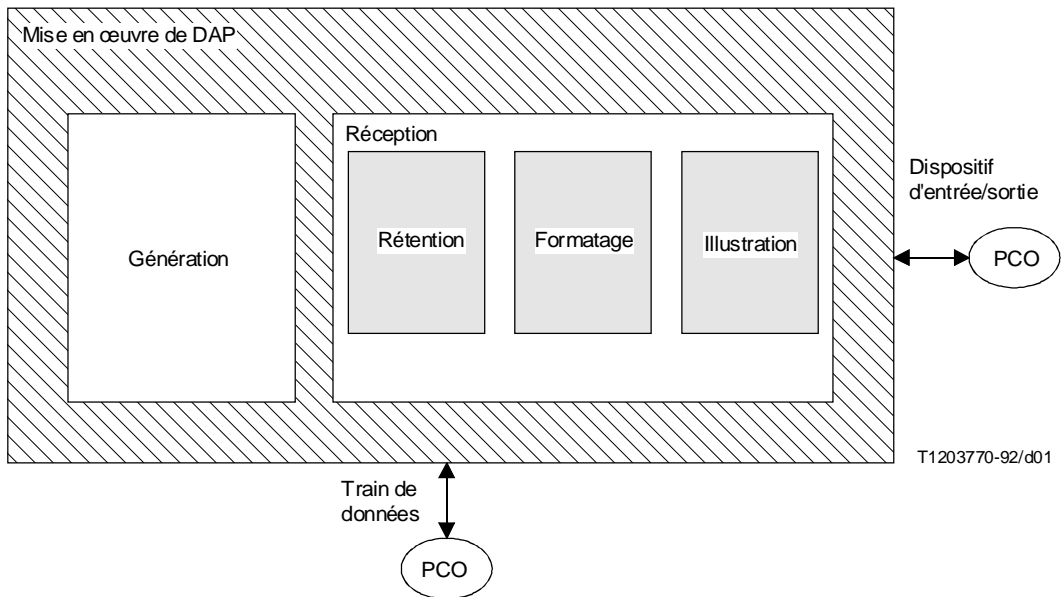 Mise en œuvre de DAP
Réception
Dispositif
d'entrée/sortie
Rétention
Formatage
Illustration
Génération
PCO
T1203770-92/d01
Train de
données
PCO